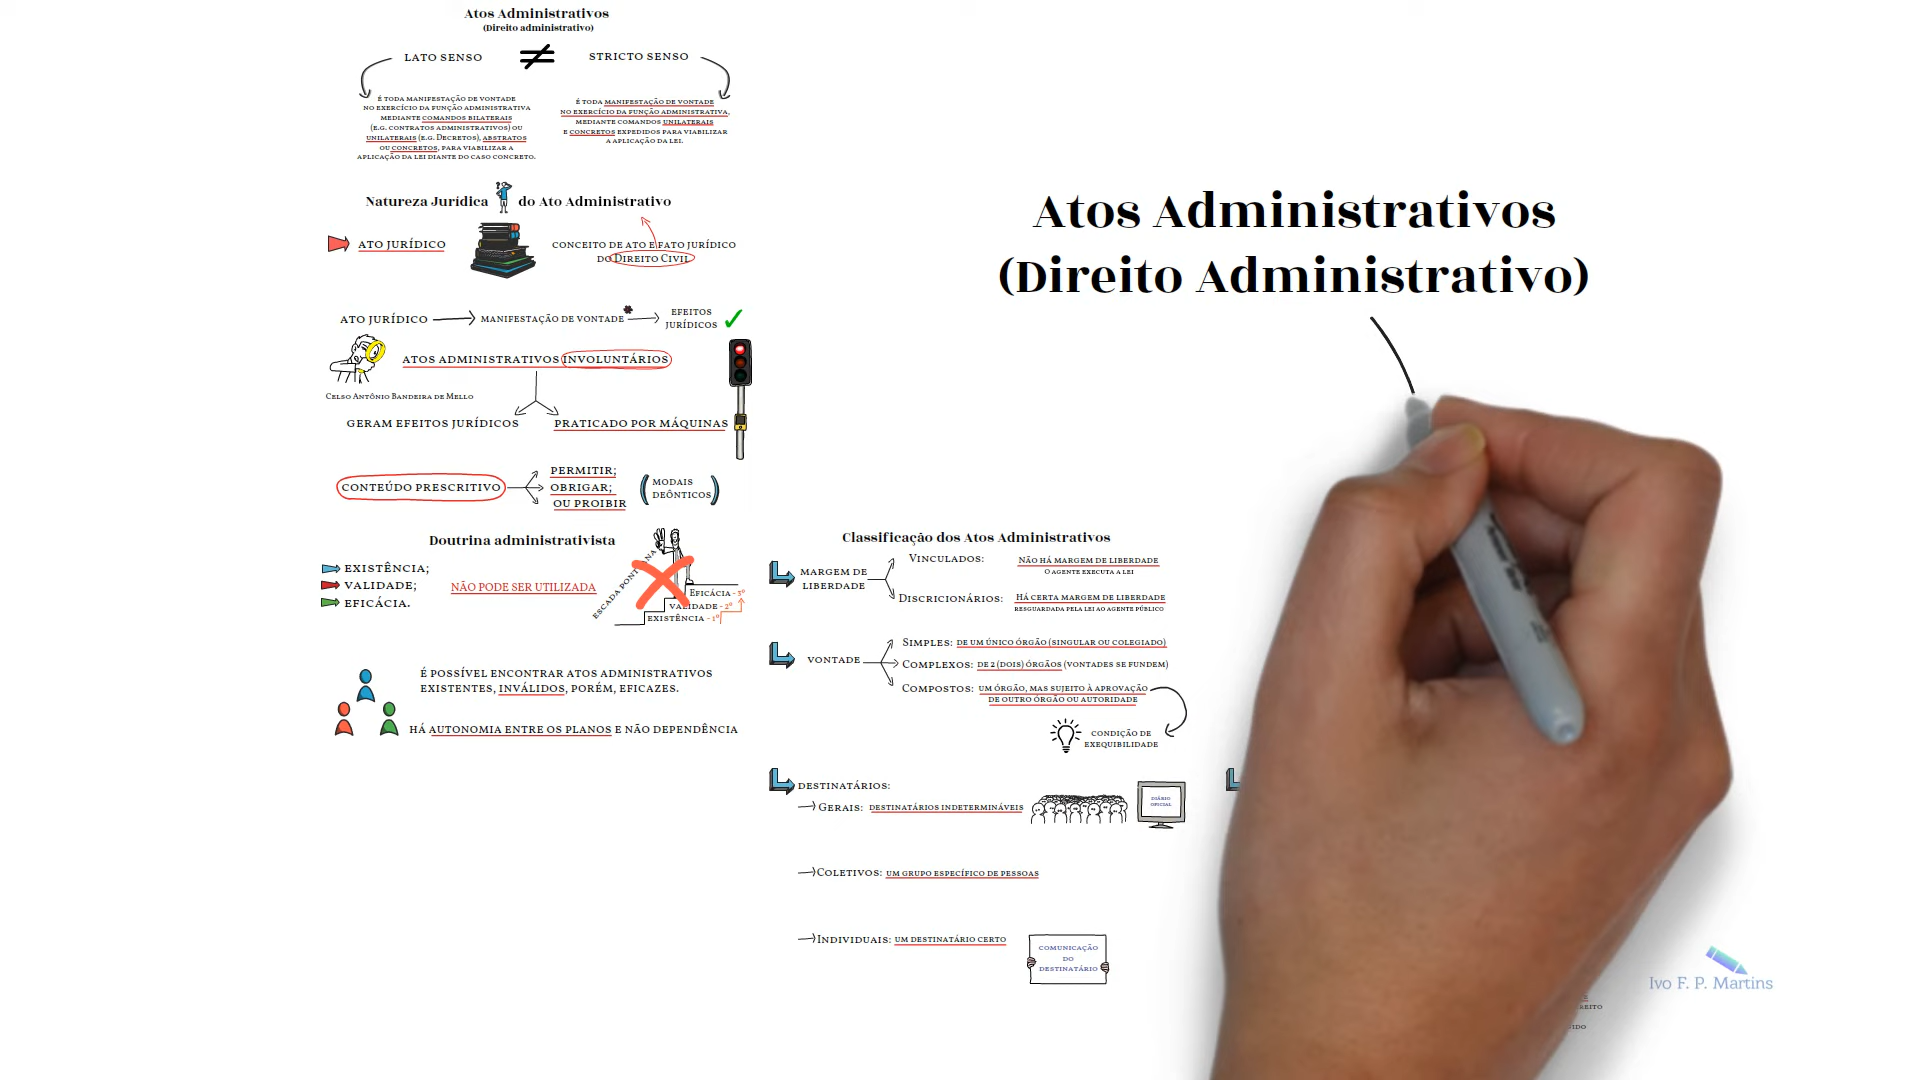 Atos Administrativos
(Direito administrativo)
LATO SENSO
STRICTO SENSO
É TODA MANIFESTAÇÃO DE VONTADE
NO EXERCÍCIO DA FUNÇÃO ADMINISTRATIVA
MEDIANTE COMANDOS BILATERAIS
(E.G. CONTRATOS ADMINISTRATIVOS) OU
UNILATERAIS (E.G. DECRETOS), ABSTRATOS
OU CONCRETOS, PARA VIABILIZAR A
APLICAÇÃO DA LEI DIANTE DO CASO CONCRETO.
É TODA MANIFESTAÇÃO DE VONTADE
NO EXERCÍCIO DA FUNÇÃO ADMINISTRATIVA,
MEDIANTE COMANDOS UNILATERAIS
E CONCRETOS EXPEDIDOS PARA VIABILIZAR
A APLICAÇÃO DA LEI.
Natureza Jurídica do Ato Administrativo
ATO JURÍDICO
CONCEITO DE ATO E FATO JURÍDICO
DO DIREITO CIVIL
ATO JURÍDICO
MANIFESTAÇÃO DE VONTADE
EFEITOS
JURÍDICOS
ATOS ADMINISTRATIVOS INVOLUNTÁRIOS
CELSO ANTÔNIO BANDEIRA DE MELLO
GERAM EFEITOS JURÍDICOS
PRATICADO POR MÁQUINAS
CONTEÚDO PRESCRITIVO
PERMITIR;
OBRIGAR;
OU PROIBIR
MODAIS
DEÔNTICOS
Doutrina administrativista
EXISTÊNCIA;
VALIDADE;
EFICÁCIA.
NÃO PODE SER UTILIZADA
ESCADA
EFICÁCIA - 3º
VALIDADE - 2º
EXISTÊNCIA - 1º
É POSSÍVEL ENCONTRAR ATOS ADMINISTRATIVOS
EXISTENTES, INVÁLIDOS, PORÉM, EFICAZES.
HÁ AUTONOMIA ENTRE OS PLANOS E NÃO DEPENDÊNCIA
Classificação dos Atos Administrativos
MARGEM DE
LIBERDADE
VINCULADOS:
NÃO HÁ MARGEM DE LIBERDADE
O AGENTE EXECUTA A LEI
DISCRICIONÁRIOS:
HÁ CERTA MARGEM DE LIBERDADE
RESGUARDADA PELA LEI AO AGENTE PÚBLICO
VONTADE
SIMPLES: DE UM ÚNICO ÓRGÃO (SINGULAR OU COLEGIADO)
COMPLEXOS: DE 2 (DOIS) ÓRGÃOS (VONTADES SE FUNDEM)
COMPOSTOS: UM ÓRGÃO, MAS SUJEITO À APROVAÇÃO
DE OUTRO ÓRGÃO OU AUTORIDADE
CONDIÇÃO DE
EXEQUIBILIDADE
DESTINATÁRIOS:
GERAIS: DESTINATÁRIOS INDETERMINÁVEIS
DIÁRIO
OFICIAL
COLETIVOS: UM GRUPO ESPECÍFICO DE PESSOAS
INDIVIDUAIS: UM DESTINATÁRIO CERTO
COMUNICAÇÃO
DO
DESTINATÁRIO
Atos Administrativos
(Direito Administrativo)
Ivo F. P. Martins